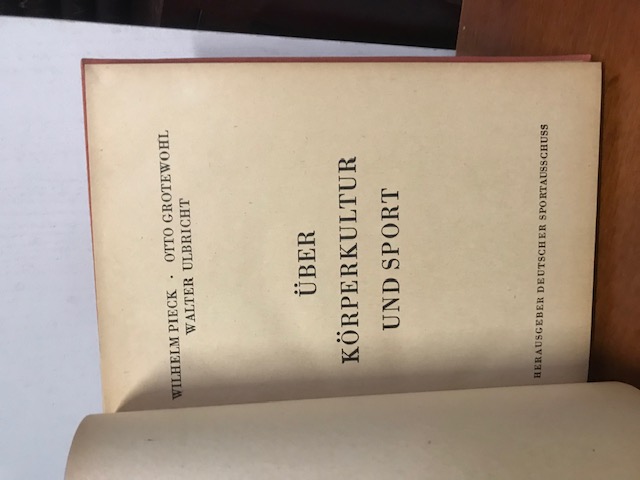 WILHELM PIECK · OTTO GROTEWOHL
WALTER ULBRICHT
ÜBER
KÖRPERKULTUR
UND SPORT
HERAUSGEBER DEUTSCHER SPORTAUSSCHUSS